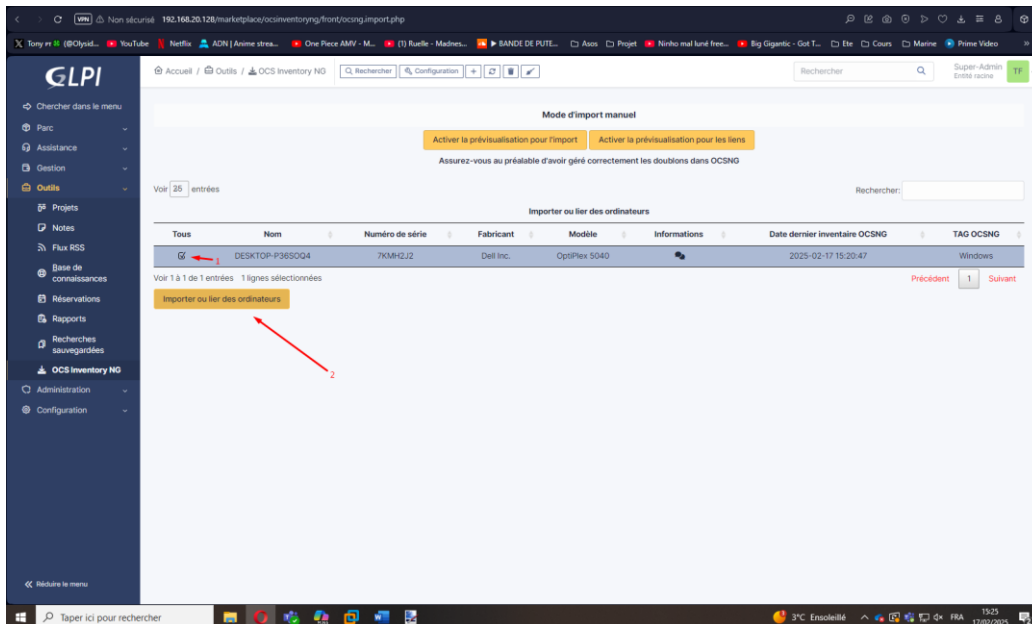 VPN Non sécurisé 192.168.20.128/marketplace/ocsinventoryng/front/ocsng.import.php
YouTube Netflix ADN | Anime strea... One Piece AMV - M... (1) Ruelle - Madnes... BANDE DE PUTE... Asos Projet Ninho mal luné free... Big Gigantic - Got T... Ete Cours Marine Prime Video »
GLPI
Accueil / Outils / OCS Inventory NG Rechercher Configuration + Rechercher Super-Admin TF
Entité racine
Chercher dans le menu
Parc
Assistance
Gestion
Outils
Projets
Notes
Flux RSS
Base de
connaissances
Réservations
Rapports
Recherches
sauvegardées
OCS Inventory NG
Administration
Configuration
Réduire le menu
Mode d'import manuel
Activer la prévisualisation pour l'import Activer la prévisualisation pour les liens
Assurez-vous au préalable d'avoir géré correctement les doublons dans OCSNG
Voir 25 entrées Rechercher:
Importer ou lier des ordinateurs
Tous Nom Numéro de série Fabricant Modèle Informations Date dernier inventaire OCSNG TAG OCSNG
1 DESKTOP-P36SOQ4 7KMH2J2 Dell Inc. OptiPlex 5040 2025-02-17 15:20:47 Windows
Voir 1 à 1 de 1 entrées 1 lignes sélectionnées Précédent 1 Suivant
Importer ou lier des ordinateurs
2
Taper ici pour rechercher 3°C Ensoleillé FRA 15:25
17/02/2025